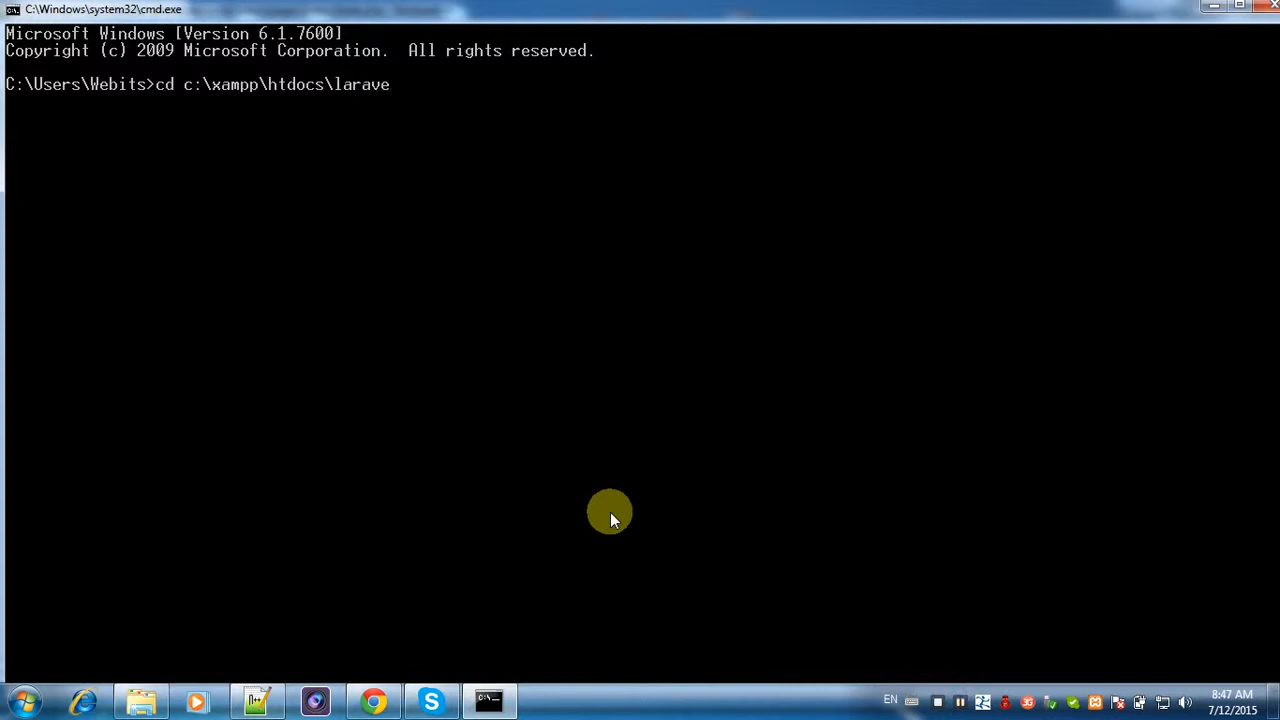 C:\Windows\system32\cmd.exe
Microsoft Windows [Version 6.1.7600]
Copyright (c) 2009 Microsoft Corporation.  All rights reserved.
C:\Users\Webits>cd c:\xampp\htdocs\larave
EN
8:47 AM
7/12/2015